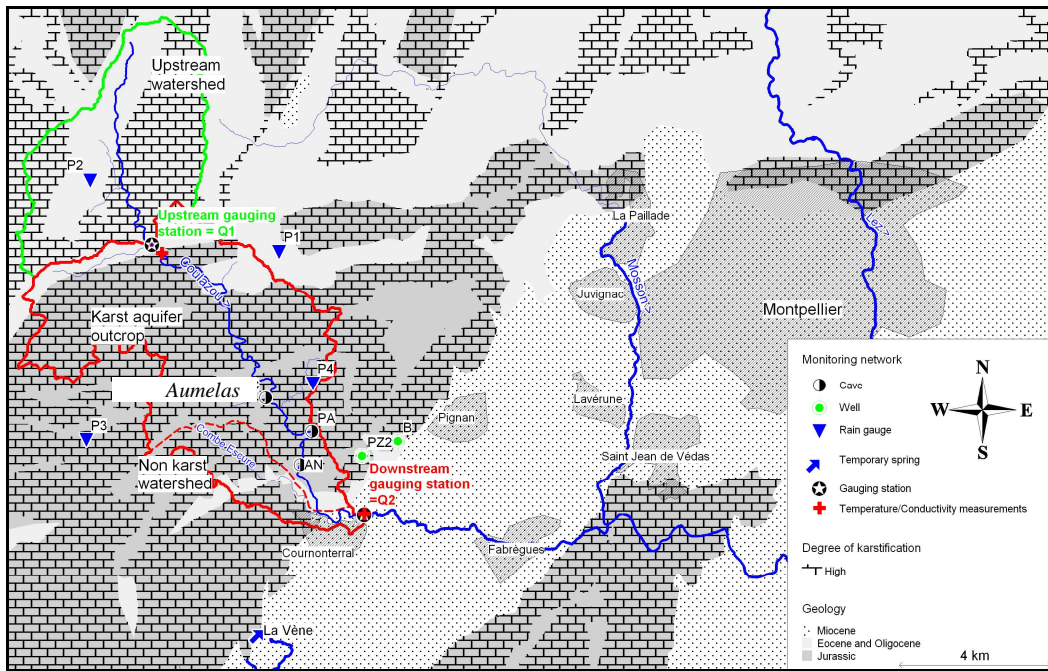 Upstream
watershed
P2
Upstream gauging
station = Q1
P1
Coulazou >
Karst aquifer
outcrop
Aumelas
P4
PA
P3
Combe Escure
Non karst
watershed
AN
B
PZ2
Pignan
Downstream
gauging station
=Q2
Cournonterral
Fabrègues
La Vène
La Paillade
Mosson >
Juvignac
Lez >
Montpellier
Lavérune
Saint Jean de Védas
Monitoring network
Cave
Well
Rain gauge
Temporary spring
Gauging station
Temperature/Conductivity measurements
N
W
E
S
Degree of karstification
High
Geology
Miocene
Eocene and Oligocene
Jurassic
4 km